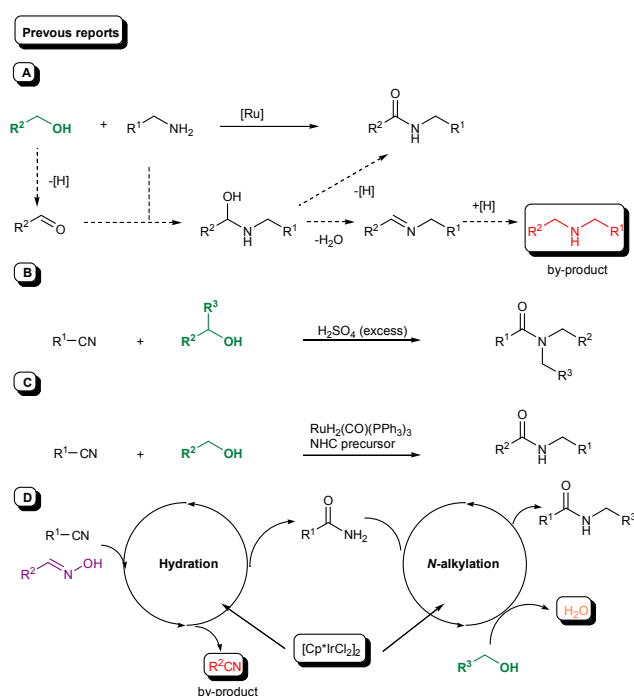 Prevous reports
A
R²
OH
+
R¹
NH₂
[Ru]
O
R²
N
H
R¹
-[H]
-[H]
R²
O
OH
R²
N
H
R¹
-H₂O
R²
N
R¹
+[H]
R²
N
H
R¹
by-product
B
R¹
CN
+
R³
R²
OH
H₂SO₄ (excess)
O
R¹
N
R²
R³
C
R¹
CN
+
R²
OH
RuH₂(CO)(PPh₃)₃
NHC precursor
O
R²
N
H
R¹
D
R¹
CN
R²
N
OH
Hydration
O
R¹
NH₂
N-alkylation
O
R¹
N
H
R³
H₂O
[Cp*IrCl₂]₂
R²CN
by-product
R³
OH